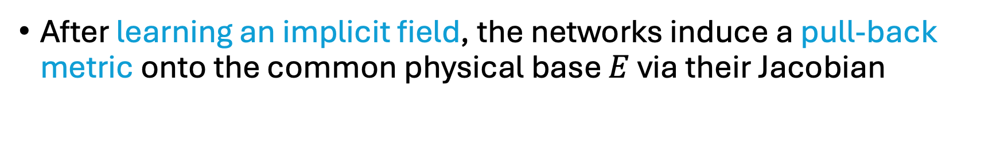 • After learning an implicit field, the networks induce a pull-back
metric onto the common physical base E via their Jacobian